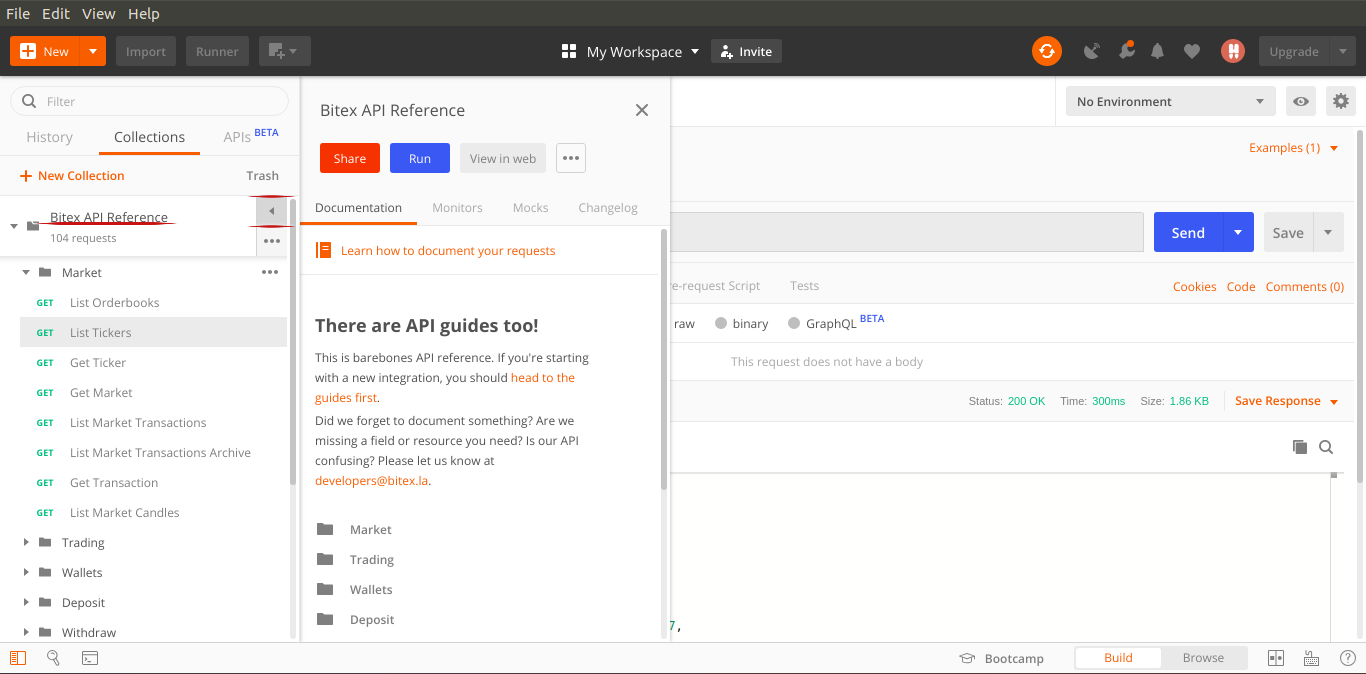 File Edit View Help
New Import Runner My Workspace Invite Upgrade
Filter
History Collections APIs BETA
New Collection Trash
Bitex API Reference
104 requests
Market
GET List Orderbooks
GET List Tickers
GET Get Ticker
GET Get Market
GET List Market Transactions
GET List Market Transactions Archive
GET Get Transaction
GET List Market Candles
Trading
Wallets
Deposit
Withdraw
Bitex API Reference
Share Run View in web
Documentation Monitors Mocks Changelog
Learn how to document your requests
There are API guides too!
This is barebones API reference. If you're starting
with a new integration, you should head to the
guides first.
Did we forget to document something? Are we
missing a field or resource you need? Is our API
confusing? Please let us know at
developers@bitex.la.
Market
Trading
Wallets
Deposit
No Environment
Examples (1)
Send Save
e-request Script Tests Cookies Code Comments (0)
raw binary GraphQL BETA
This request does not have a body
Status: 200 OK Time: 300ms Size: 1.86 KB Save Response
7,
Bootcamp Build Browse